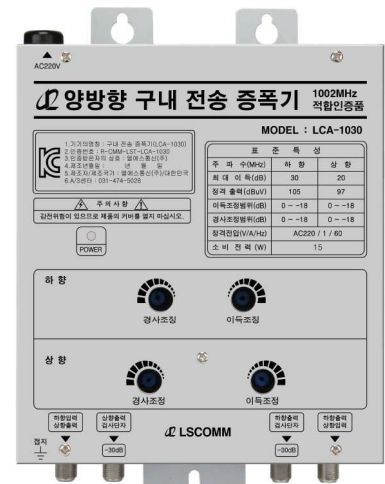 AC220V
양방향 구내 전송 증폭기 1002MHz 적합인증품
MODEL : LCA-1030
1.기기의명칭 : 구내 전송 증폭기(LCA-1030)
2.인증번호 : R-CMM-LST-LCA-1030
3.인증받은자의 상호 : 엘에스통신(주)
4.제조년월일 : 년 월 일
5.제조자/제조국가 : 엘에스통신(주)/대한민국
6.A/S센터 : 031-474-5028
주 의 사 항
감전위험이 있으므로 제품의 커버를 열지 마십시오.
POWER
표 준 특 성
주 파 수(MHz) 하 향 상 향
최 대 이 득(dB) 30 20
정격 출력(dBuV) 105 97
이득조정범위(dB) 0 ~ -18 0 ~ -18
경사조정범위(dB) 0 ~ -18 0 ~ -18
정격전압(V/A/Hz) AC220 / 1 / 60
소 비 전 력 (W) 15
하 향
경사조정 이득조정
상 향
경사조정 이득조정
하향입력 상향출력
상향출력 검사단자
LSCOMM
하향출력 검사단자
하향출력 상향입력
접지
-30dB
-30dB